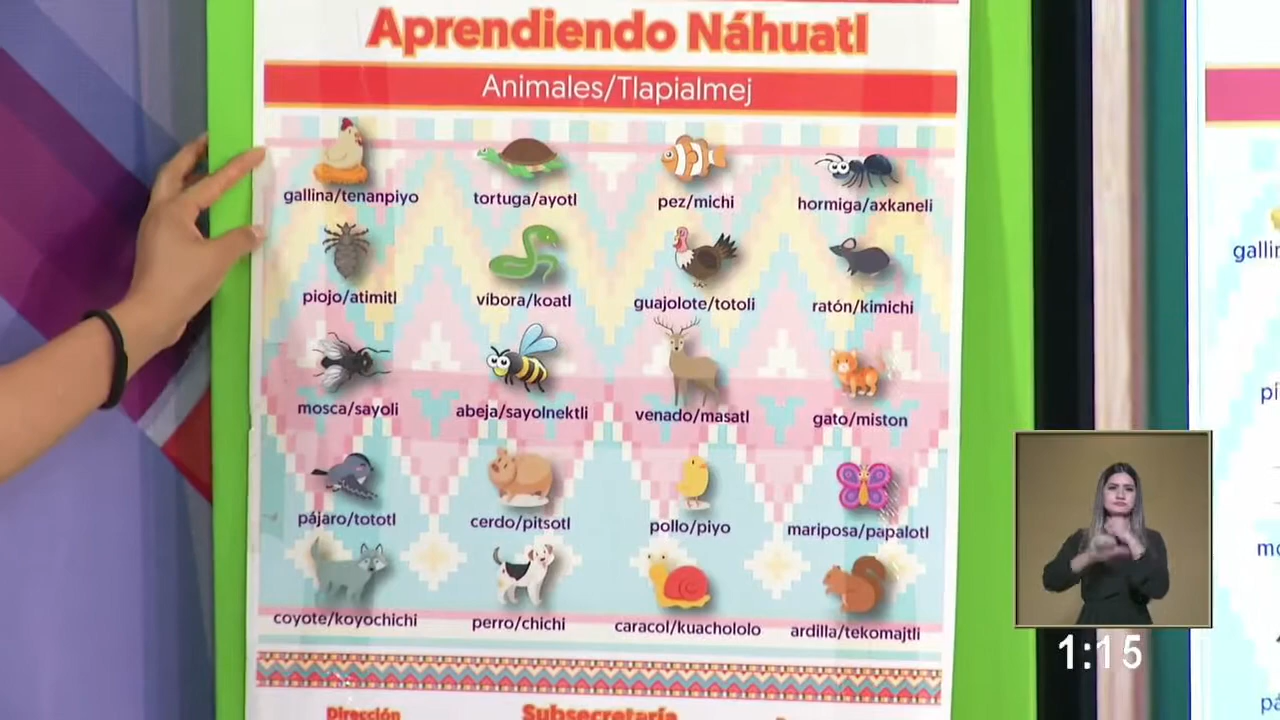 Aprendiendo Náhuatl
Animales/Tlapialmej
gallina/tenanpiyo
tortuga/ayotl
pez/michi
hormiga/axkaneli
piojo/atimitl
víbora/koatl
guajolote/totoli
ratón/kimichi
mosca/sayoli
abeja/sayolnektli
venado/masatl
gato/miston
pájaro/tototl
cerdo/pitsotl
pollo/piyo
mariposa/papalotl
coyote/koyochichi
perro/chichi
caracol/kuachololo
ardilla/tekomajtli
Dirección
Subsecretaría
1:15